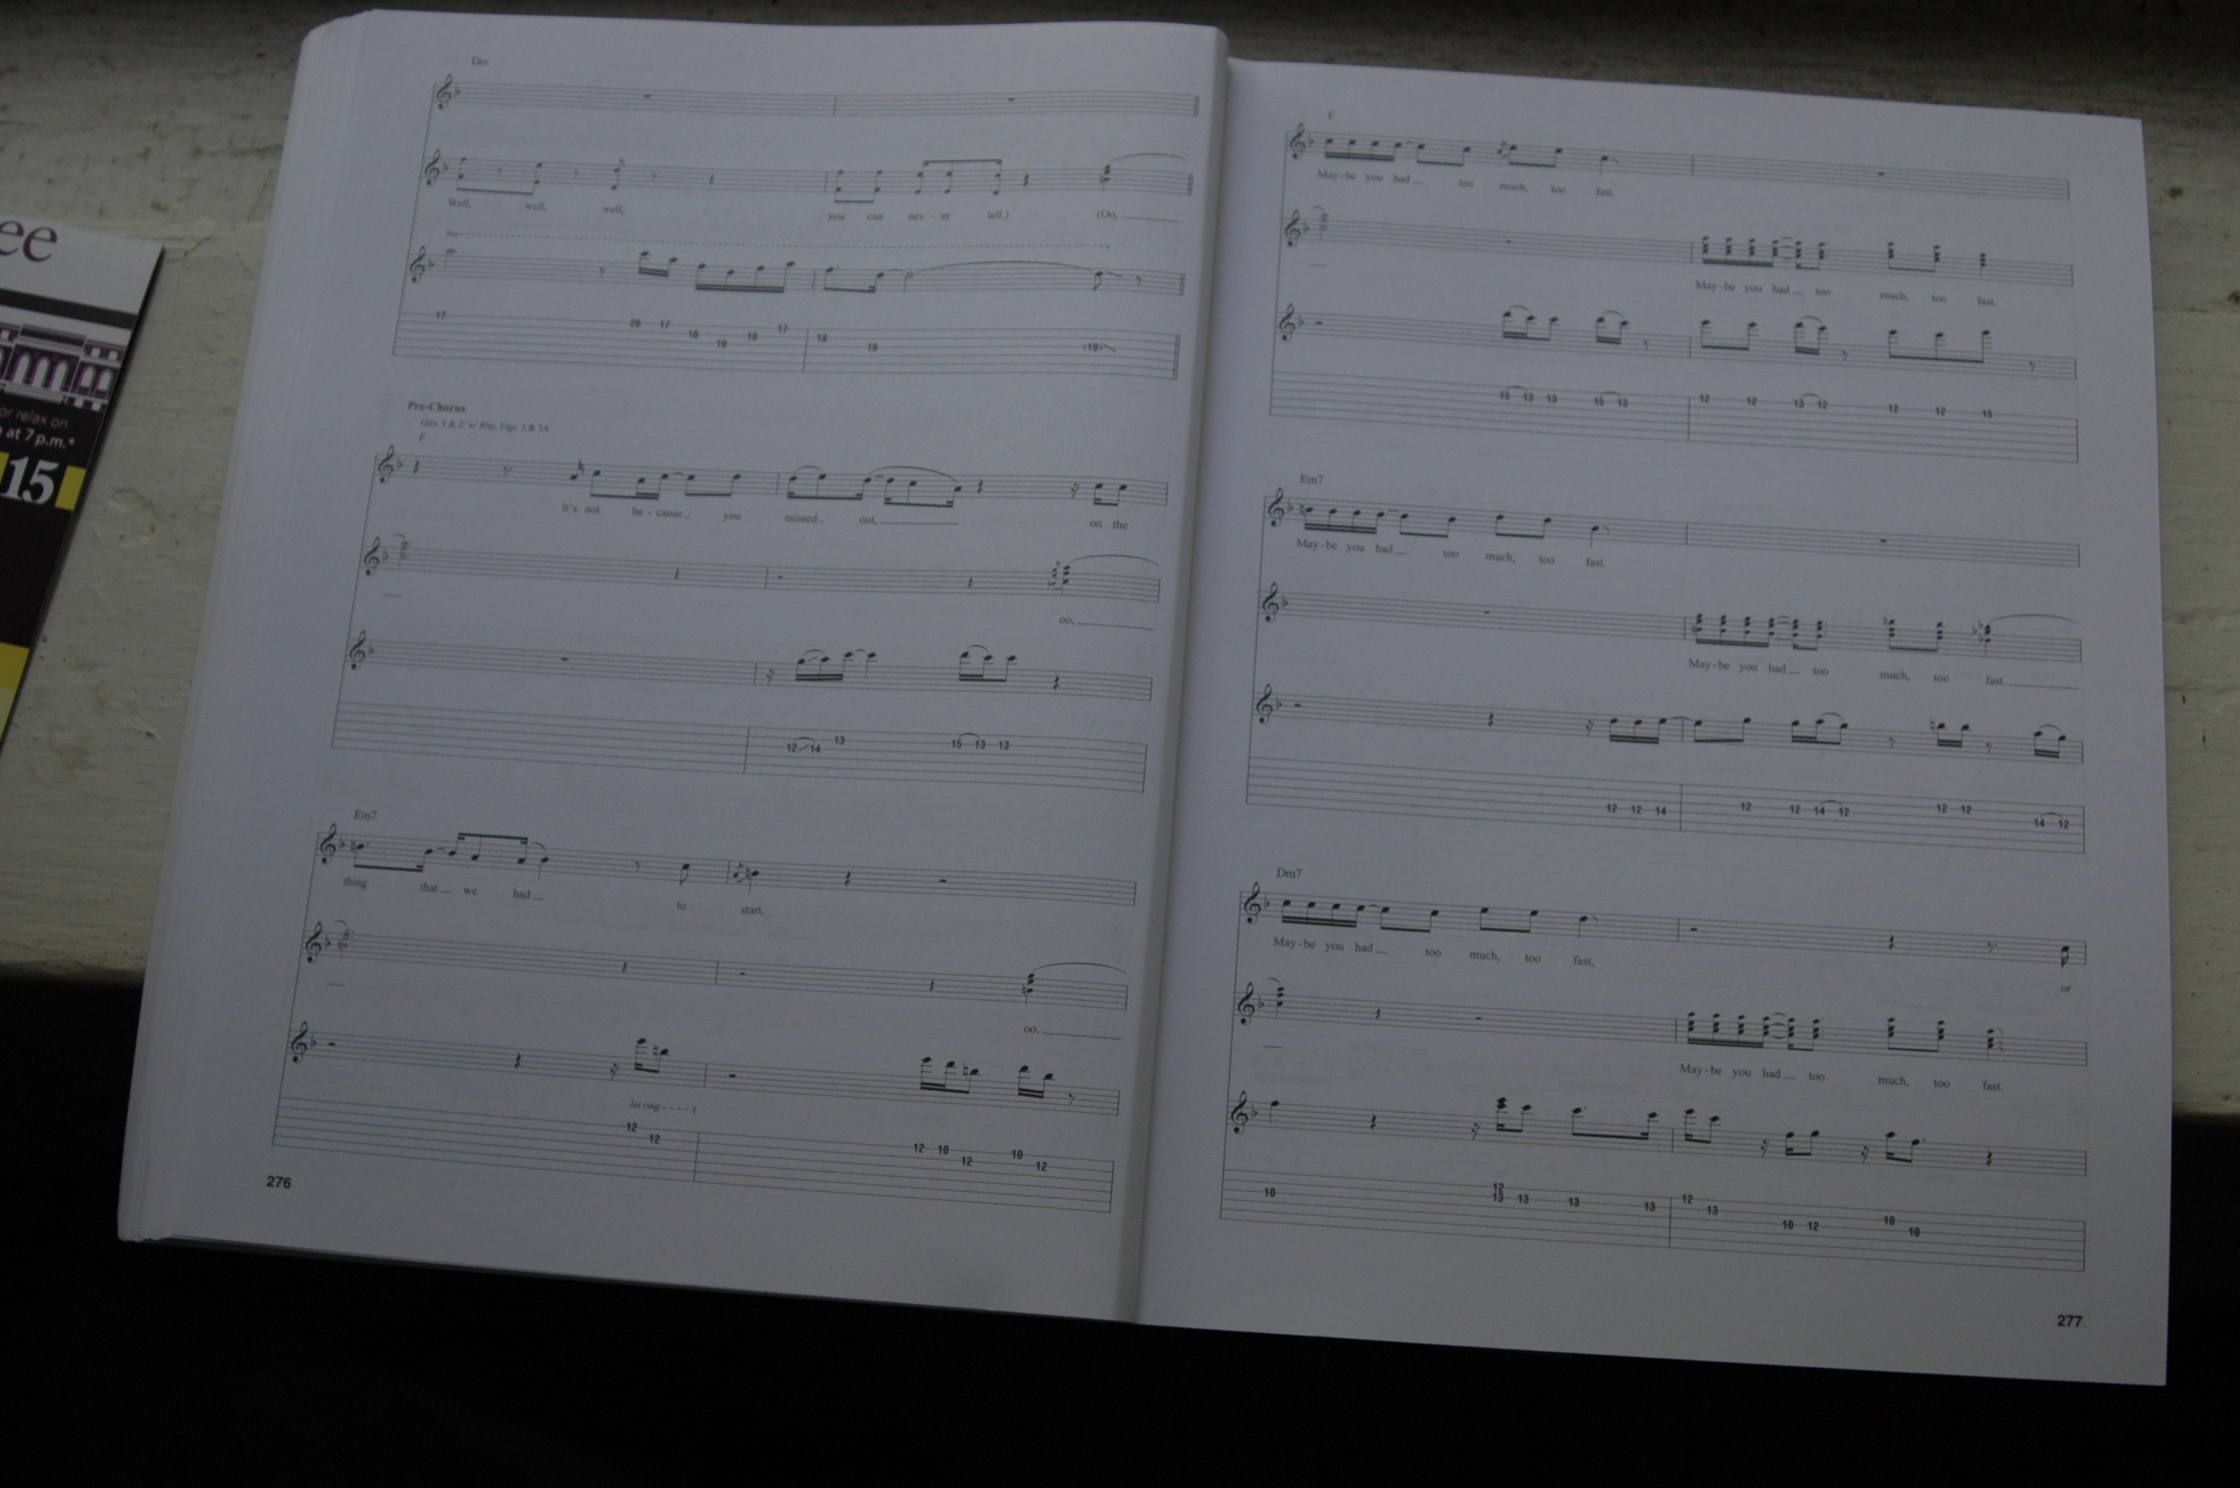 ee
or relax on
at 7 p.m.*
15
Dm
Well, well, well, you can nev - er tell.) (Oo,
17 20 17 18 19 18 17 18 19 (19)
Pre-Chorus
Gtrs. 1 & 2: w/ Rhy. Figs. 3 & 3A
F
It's not be - cause you missed out, on the
oo,
12 14 13 15 13 13
Em7
thing that we had to start.
oo.
let ring
12 12 12 10 12 10 12
276
F
May - be you had too much, too fast.
May - be you had too much, too fast.
15 13 13 15 13 12 12 13 12 12 12 15
Em7
May - be you had too much, too fast.
May - be you had too much, too fast.
12 12 14 12 12 14 12 12 12 14 12
Dm7
May - be you had too much, too fast, or
May - be you had too much, too fast.
10 12 13 13 13 12 13 10 12 10 10
277